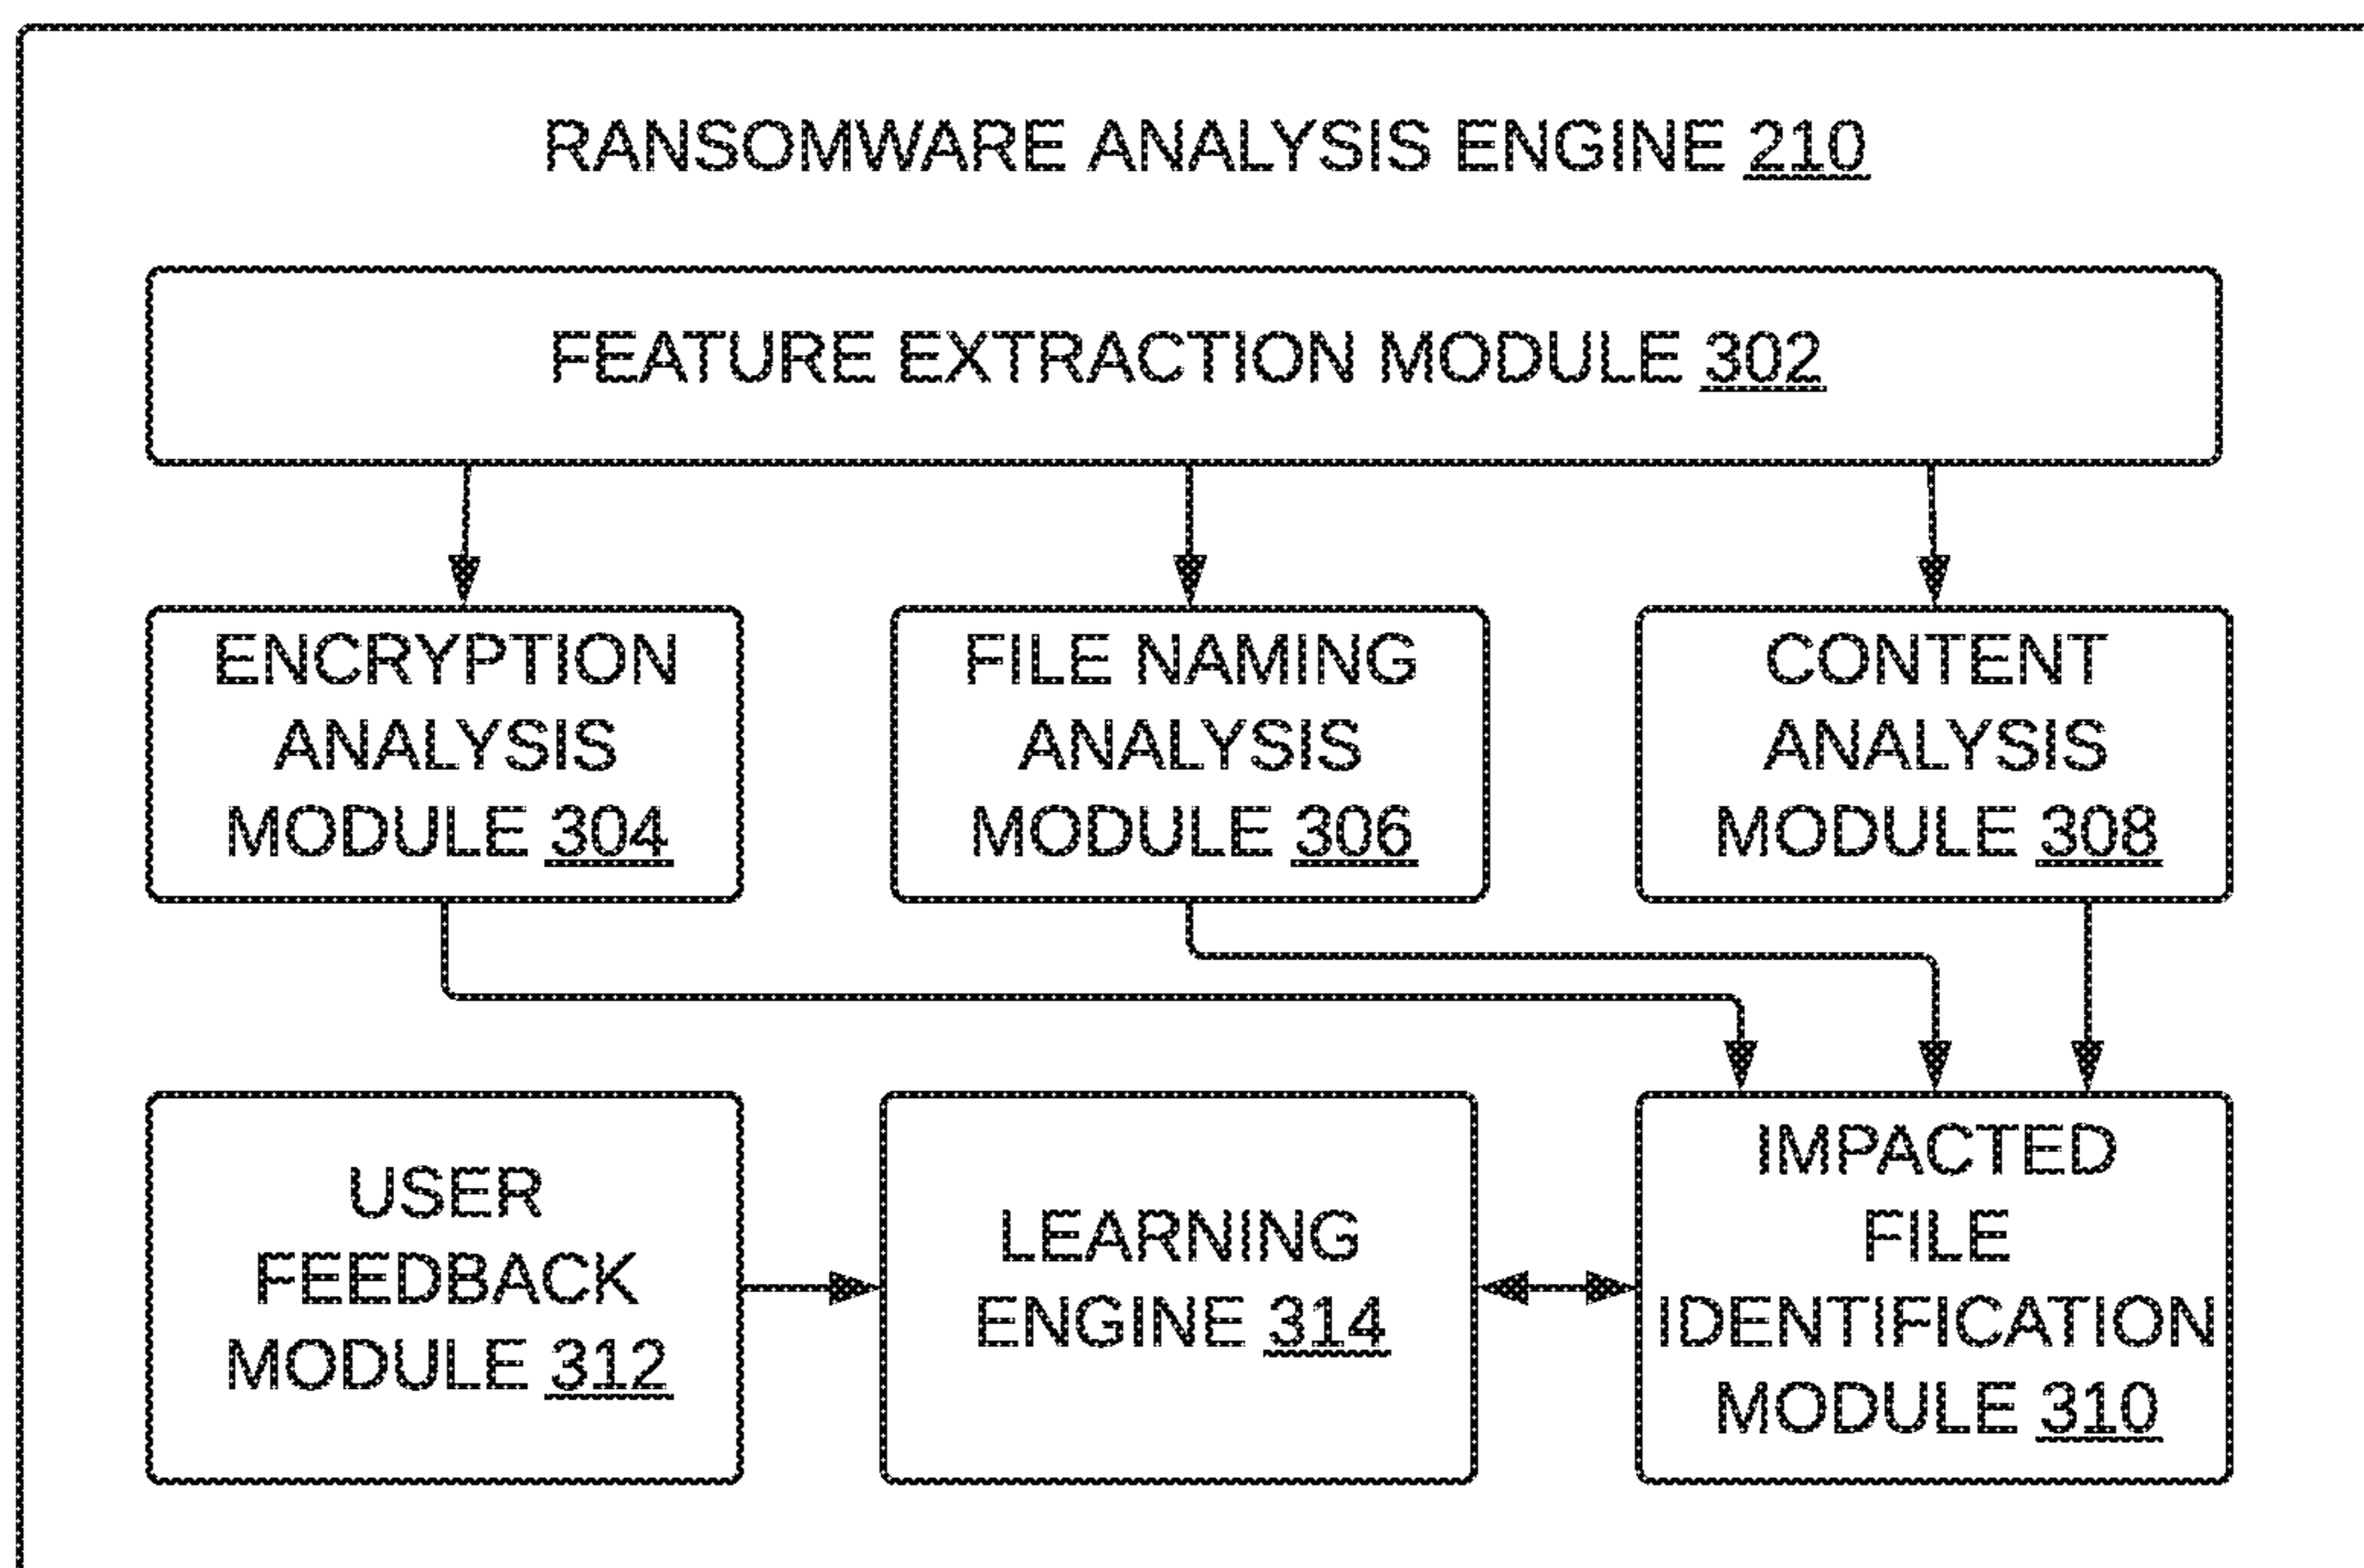 RANSOMWARE ANALYSIS ENGINE 210
FEATURE EXTRACTION MODULE 302
ENCRYPTION
ANALYSIS
MODULE 304
FILE NAMING
ANALYSIS
MODULE 306
CONTENT
ANALYSIS
MODULE 308
USER
FEEDBACK
MODULE 312
LEARNING
ENGINE 314
IMPACTED
FILE
IDENTIFICATION
MODULE 310